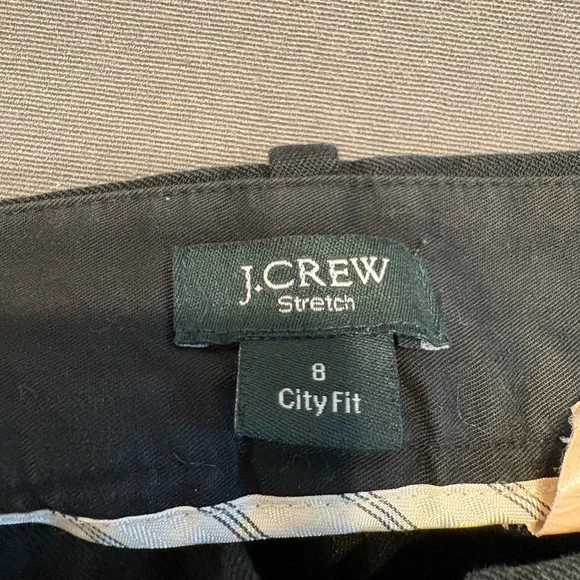 J.CREW
Stretch
8
City Fit